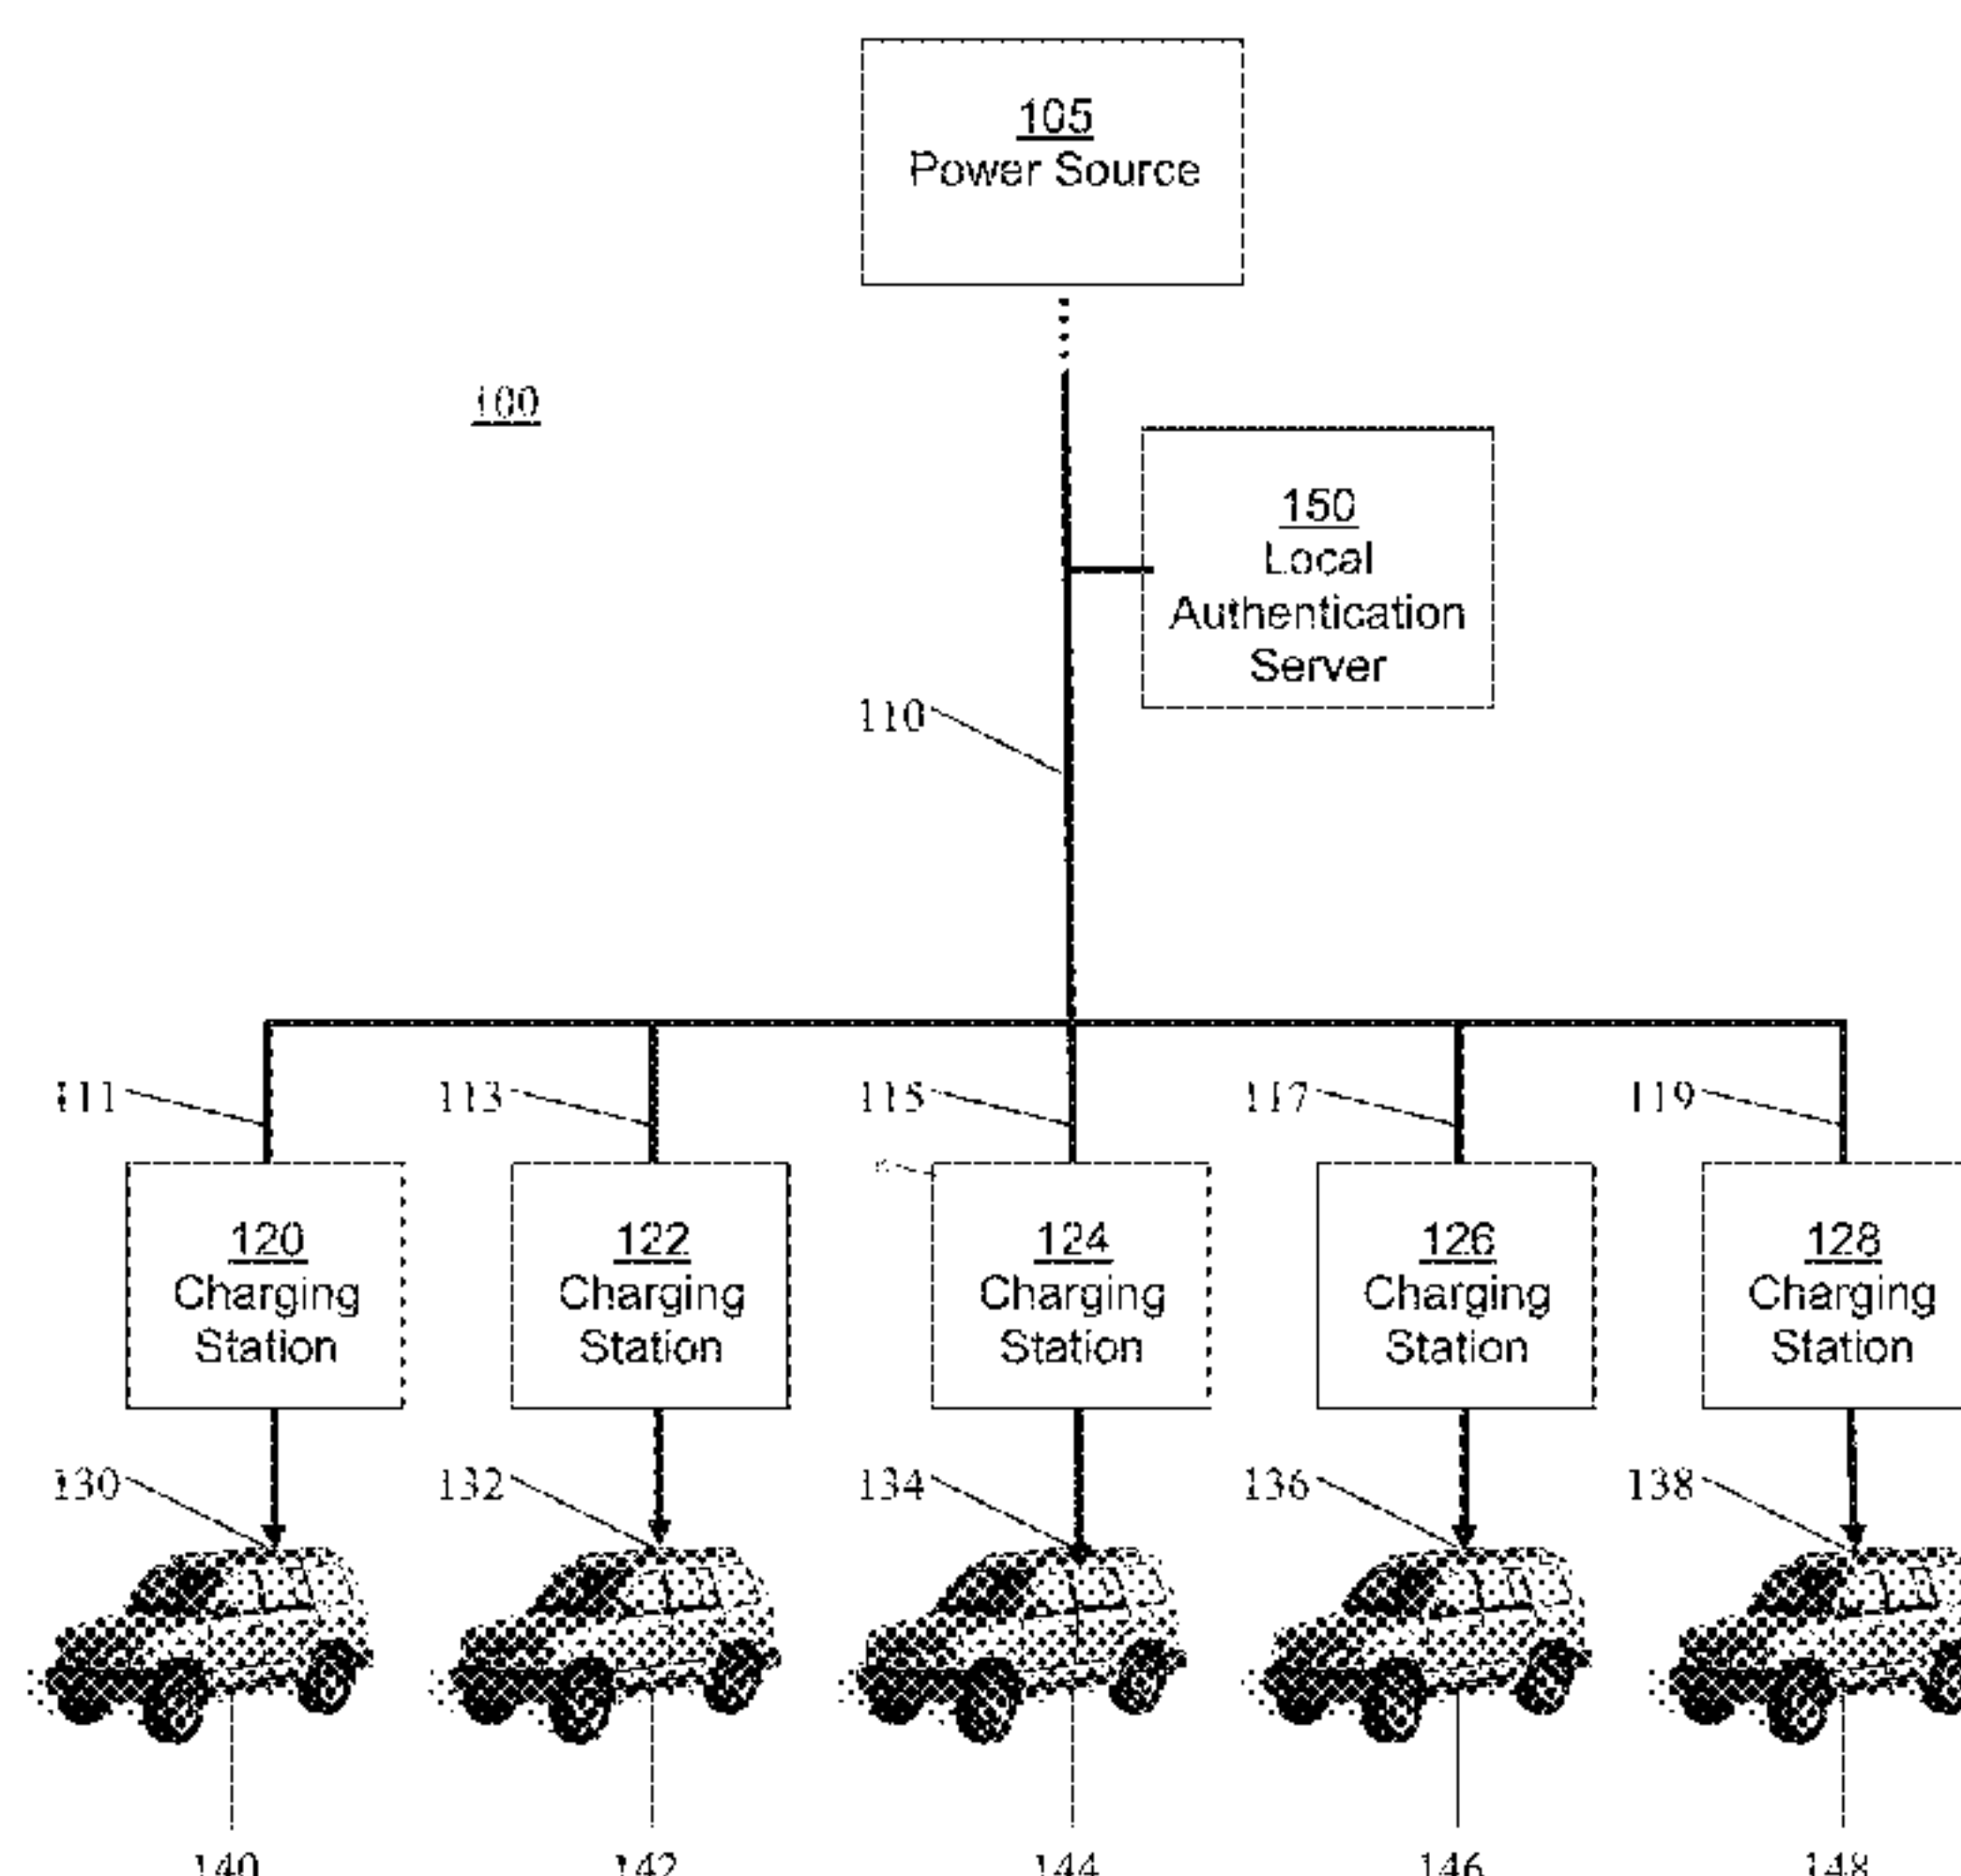 105
Power Source
100
150
Local
Authentication
Server
110
111
113
115
117
119
120
Charging
Station
122
Charging
Station
124
Charging
Station
126
Charging
Station
128
Charging
Station
130
132
134
136
138
140
142
144
146
148